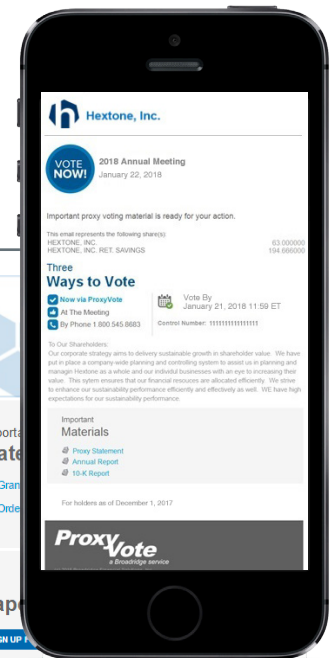 Hextone, Inc.
VOTE
NOW!
2018 Annual Meeting
January 22, 2018
Important proxy voting material is ready for your action.
This email represents the following share(s):
HEXTONE, INC. 63.000000
HEXTONE, INC. RET. SAVINGS 194.666000
Three
Ways to Vote
Now via ProxyVote
At The Meeting
By Phone 1.800.545.8683
Vote By
January 21, 2018 11:59 ET
Control Number: 1111111111111111
To Our Shareholders:
Our corporate strategy aims to delivery sustainable growth in shareholder value. We have
put in place a company-wide planning and controlling system to assist us in planning and
manage Hextone as a whole and our individul businesses with an eye to increasing their
value. This sytem ensures that our financial resouces are allocated efficiently. We strive
to enhance our sustainability performance efficiently and effectively as well. WE have high
expectations for our sustainability performance.
Important
Materials
Proxy Statement
Annual Report
10-K Report
For holders as of December 1, 2017
ProxyVote
a Broadridge service
porta
ate
Gran
Orde
ap
GN UP